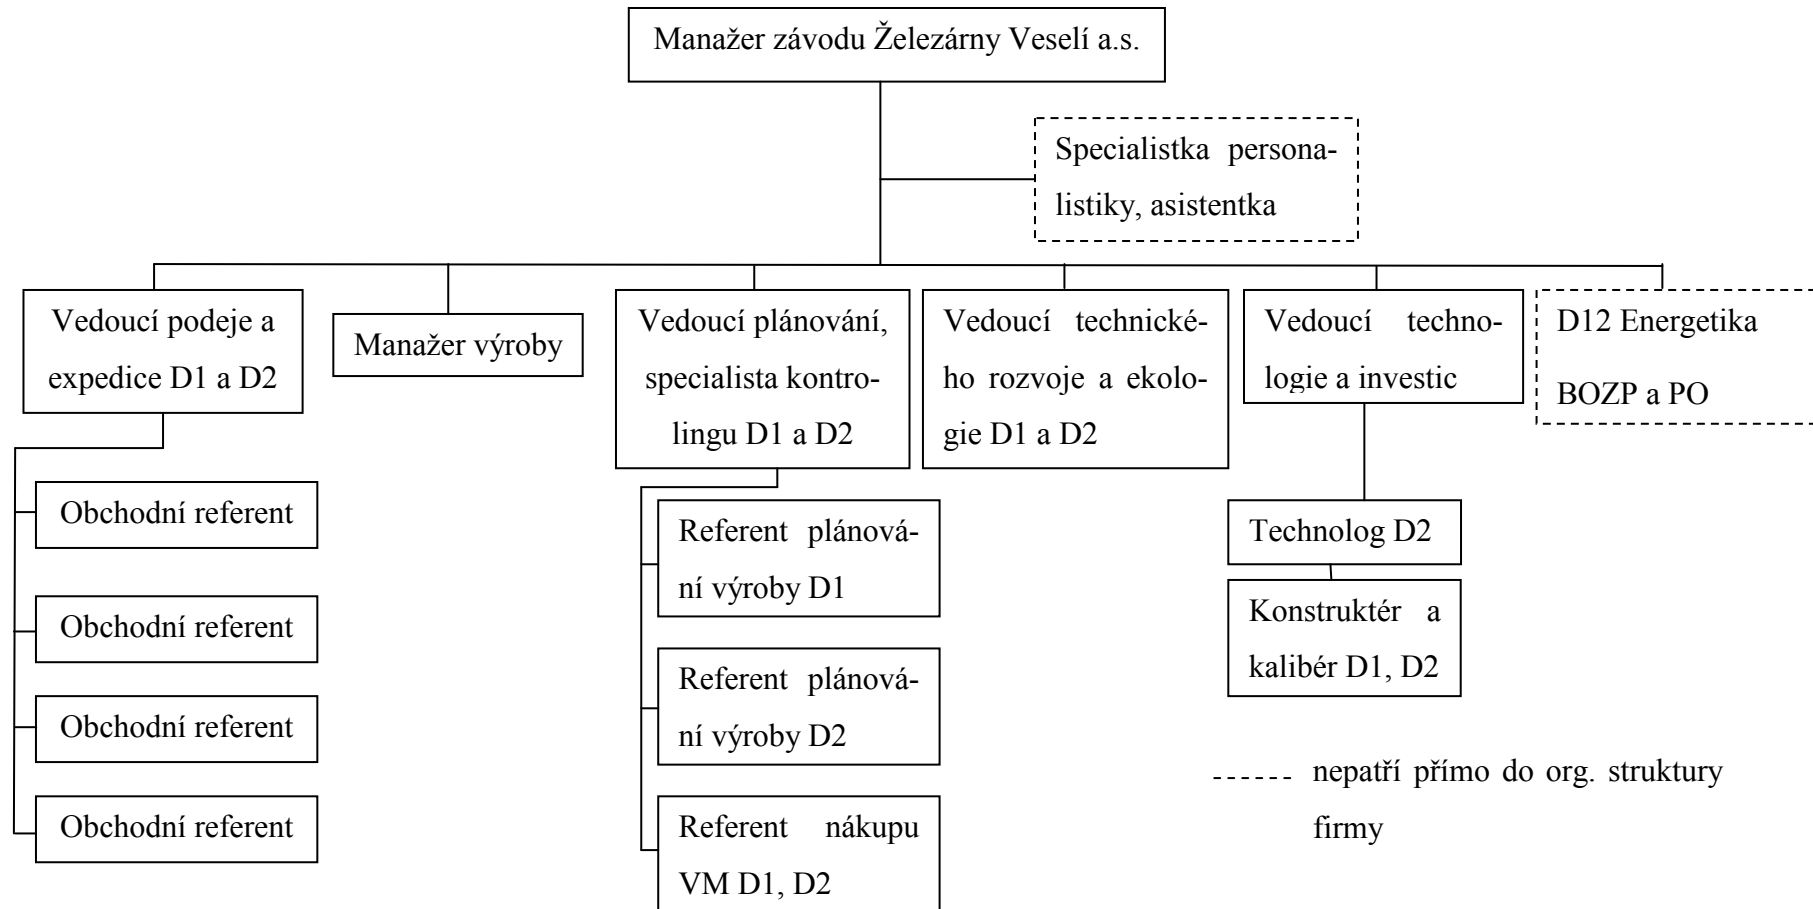 Manažer závodu Železárny Veselí a.s.
Specialistka persona-
listiky, asistentka
Vedoucí podeje a
expedice D1 a D2
Manažer výroby
Vedoucí plánování,
specialista kontro-
lingu D1 a D2
Vedoucí technické-
ho rozvoje a ekolo-
gie D1 a D2
Vedoucí techno-
logie a investic
D12 Energetika
BOZP a PO
Obchodní referent
Obchodní referent
Obchodní referent
Obchodní referent
Referent plánová-
ní výroby D1
Referent plánová-
ní výroby D2
Referent nákupu
VM D1, D2
Technolog D2
Konstruktér a
kalibér D1, D2
nepatří přímo do org. struktury
firmy